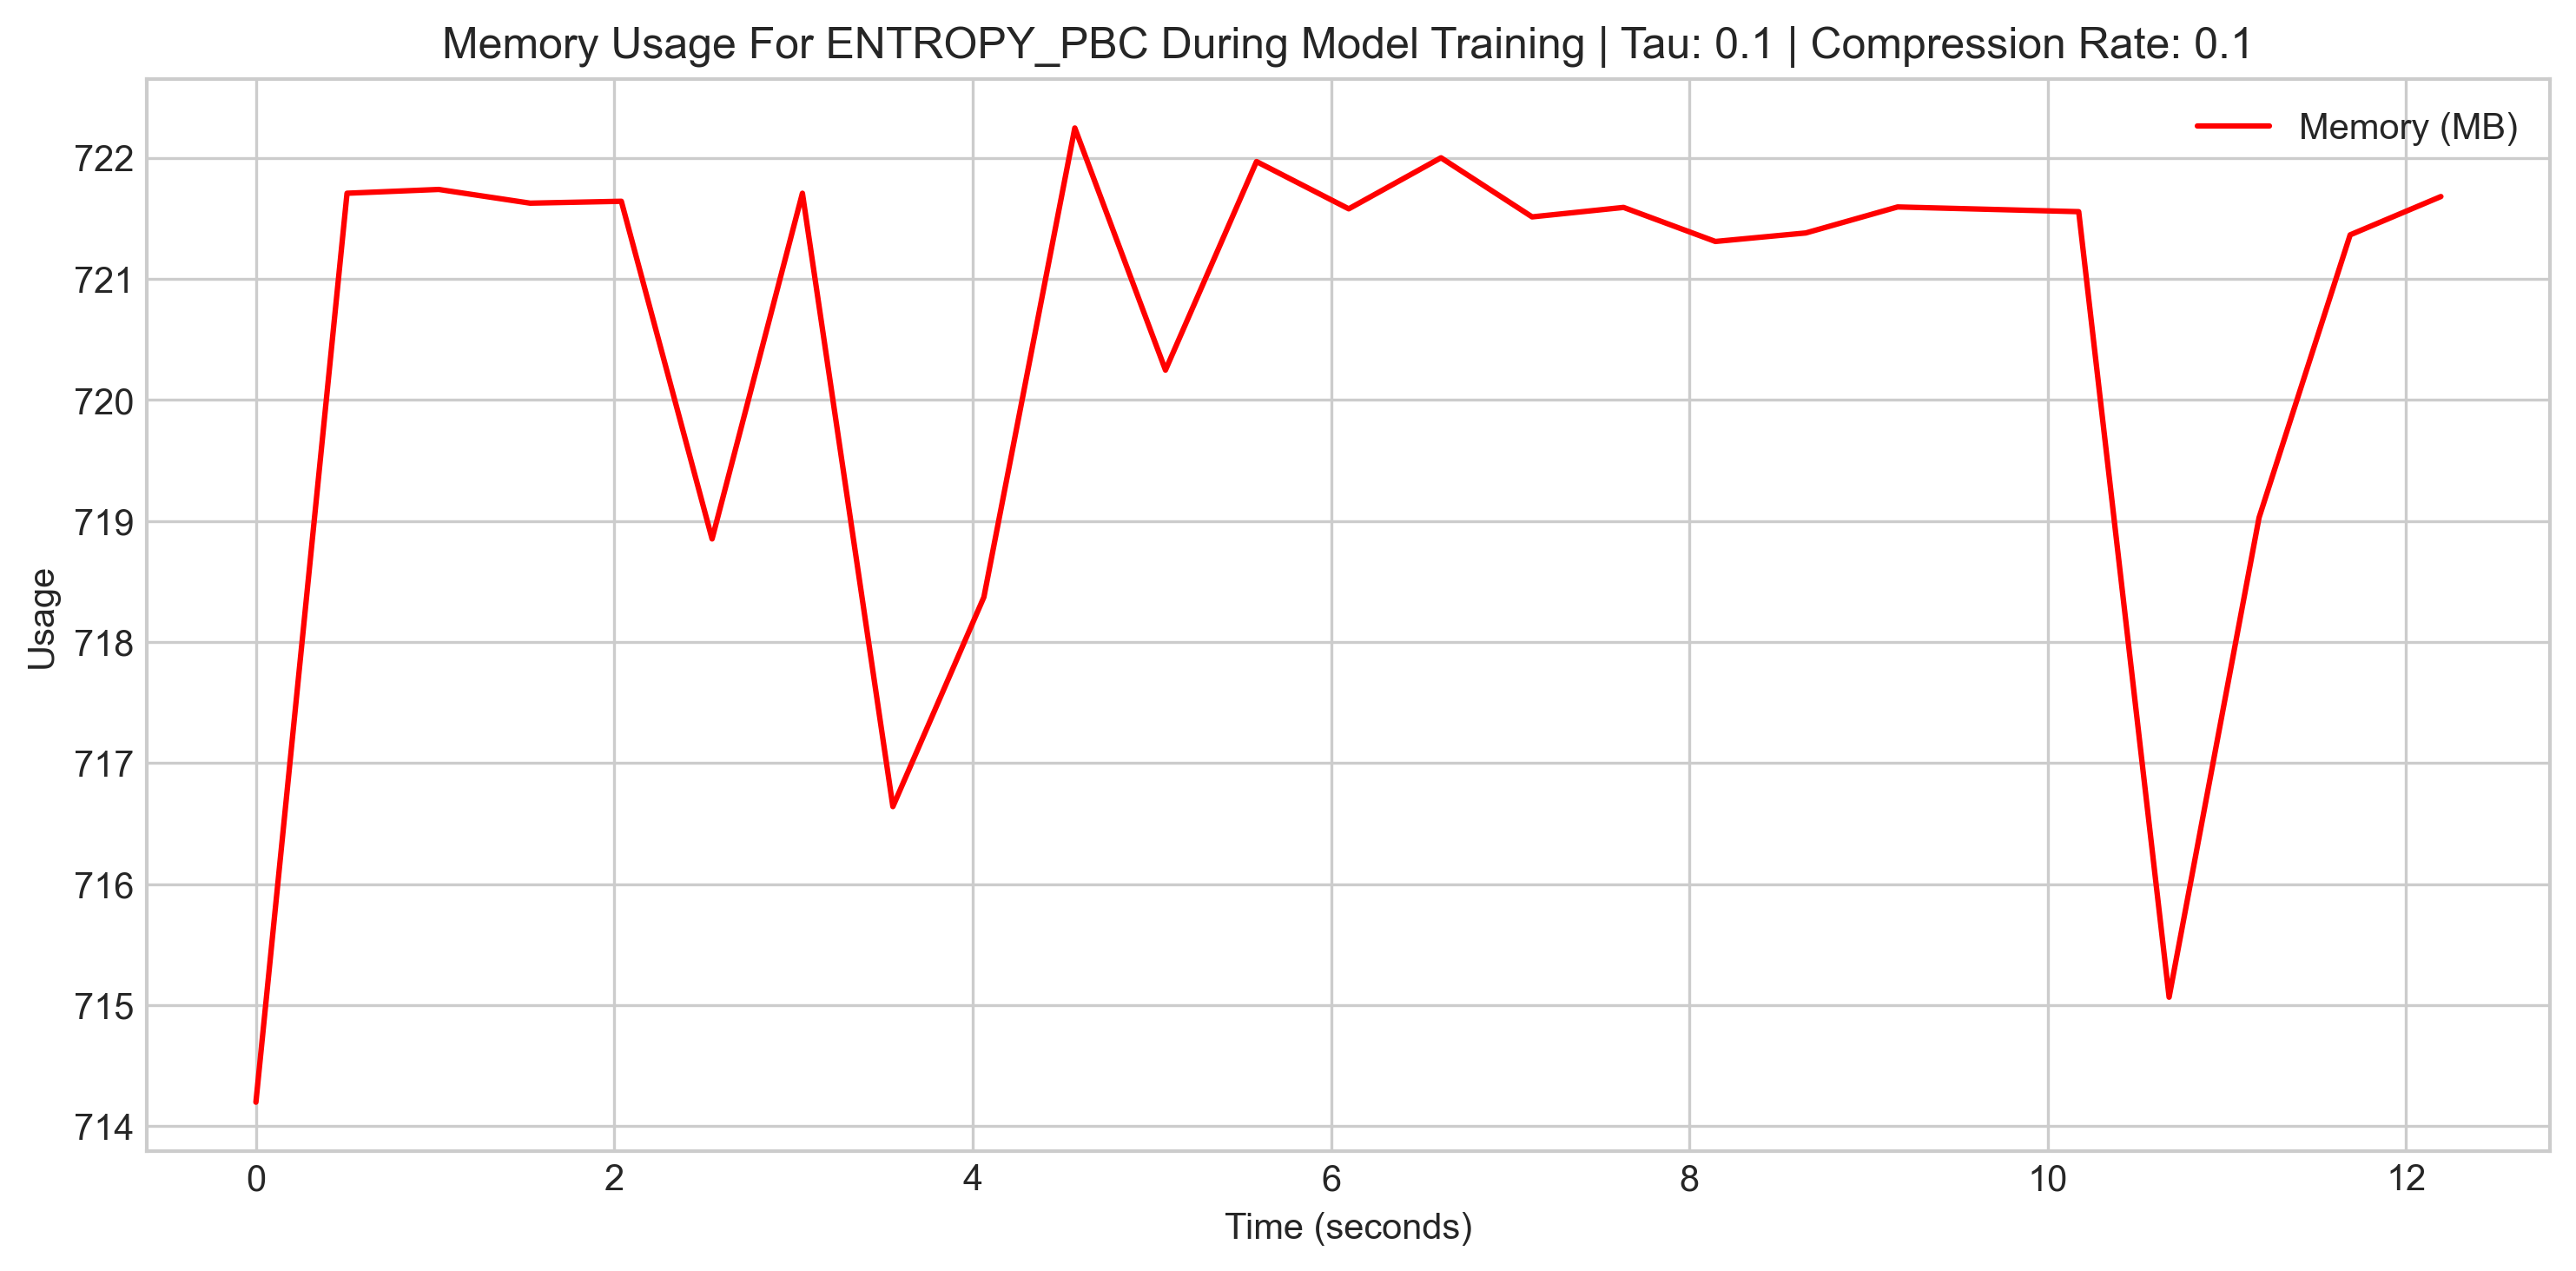 Memory Usage For ENTROPY_PBC During Model Training | Tau: 0.1 | Compression Rate: 0.1
Memory (MB)
722
721
720
719
718
717
716
715
714
Usage
0 2 4 6 8 10 12
Time (seconds)